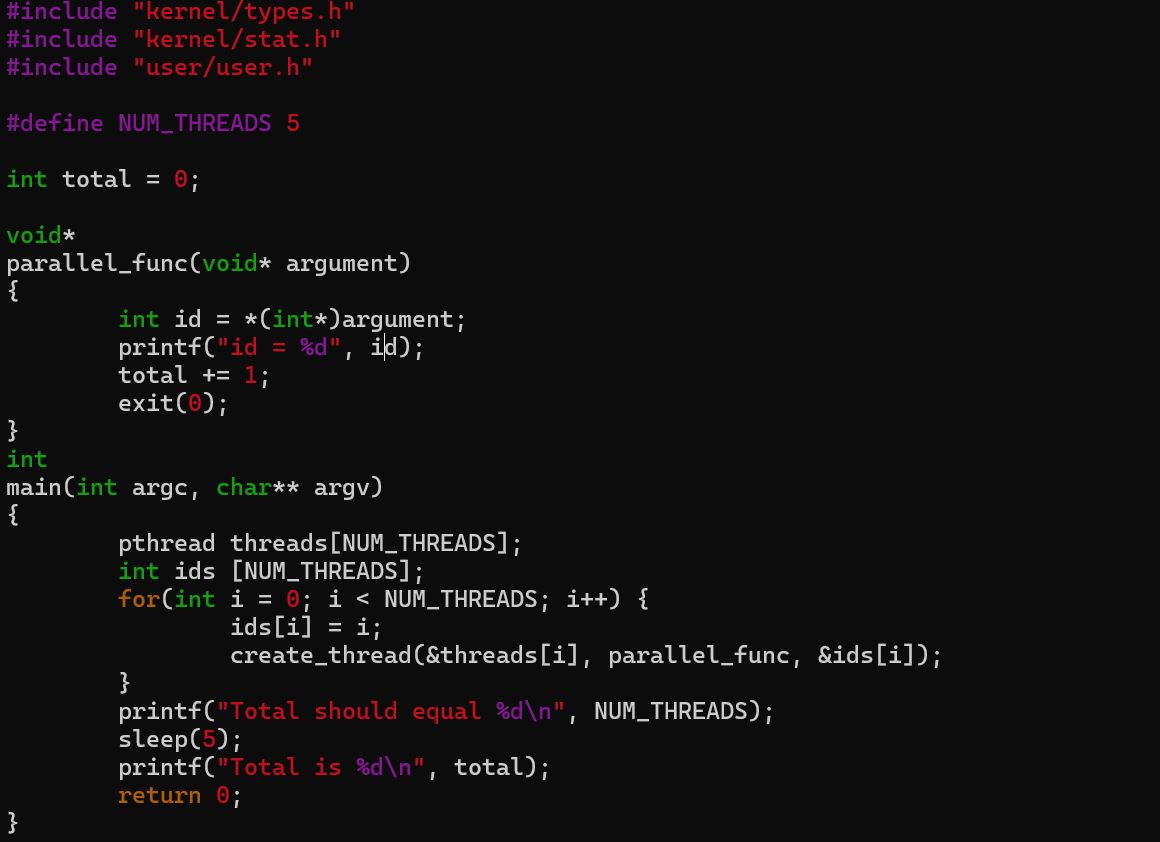 #include "kernel/types.h"
#include "kernel/stat.h"
#include "user/user.h"

#define NUM_THREADS 5

int total = 0;

void*
parallel_func(void* argument)
{
        int id = *(int*)argument;
        printf("id = %d", id);
        total += 1;
        exit(0);
}
int
main(int argc, char** argv)
{
        pthread threads[NUM_THREADS];
        int ids [NUM_THREADS];
        for(int i = 0; i < NUM_THREADS; i++) {
                ids[i] = i;
                create_thread(&threads[i], parallel_func, &ids[i]);
        }
        printf("Total should equal %d\n", NUM_THREADS);
        sleep(5);
        printf("Total is %d\n", total);
        return 0;
}